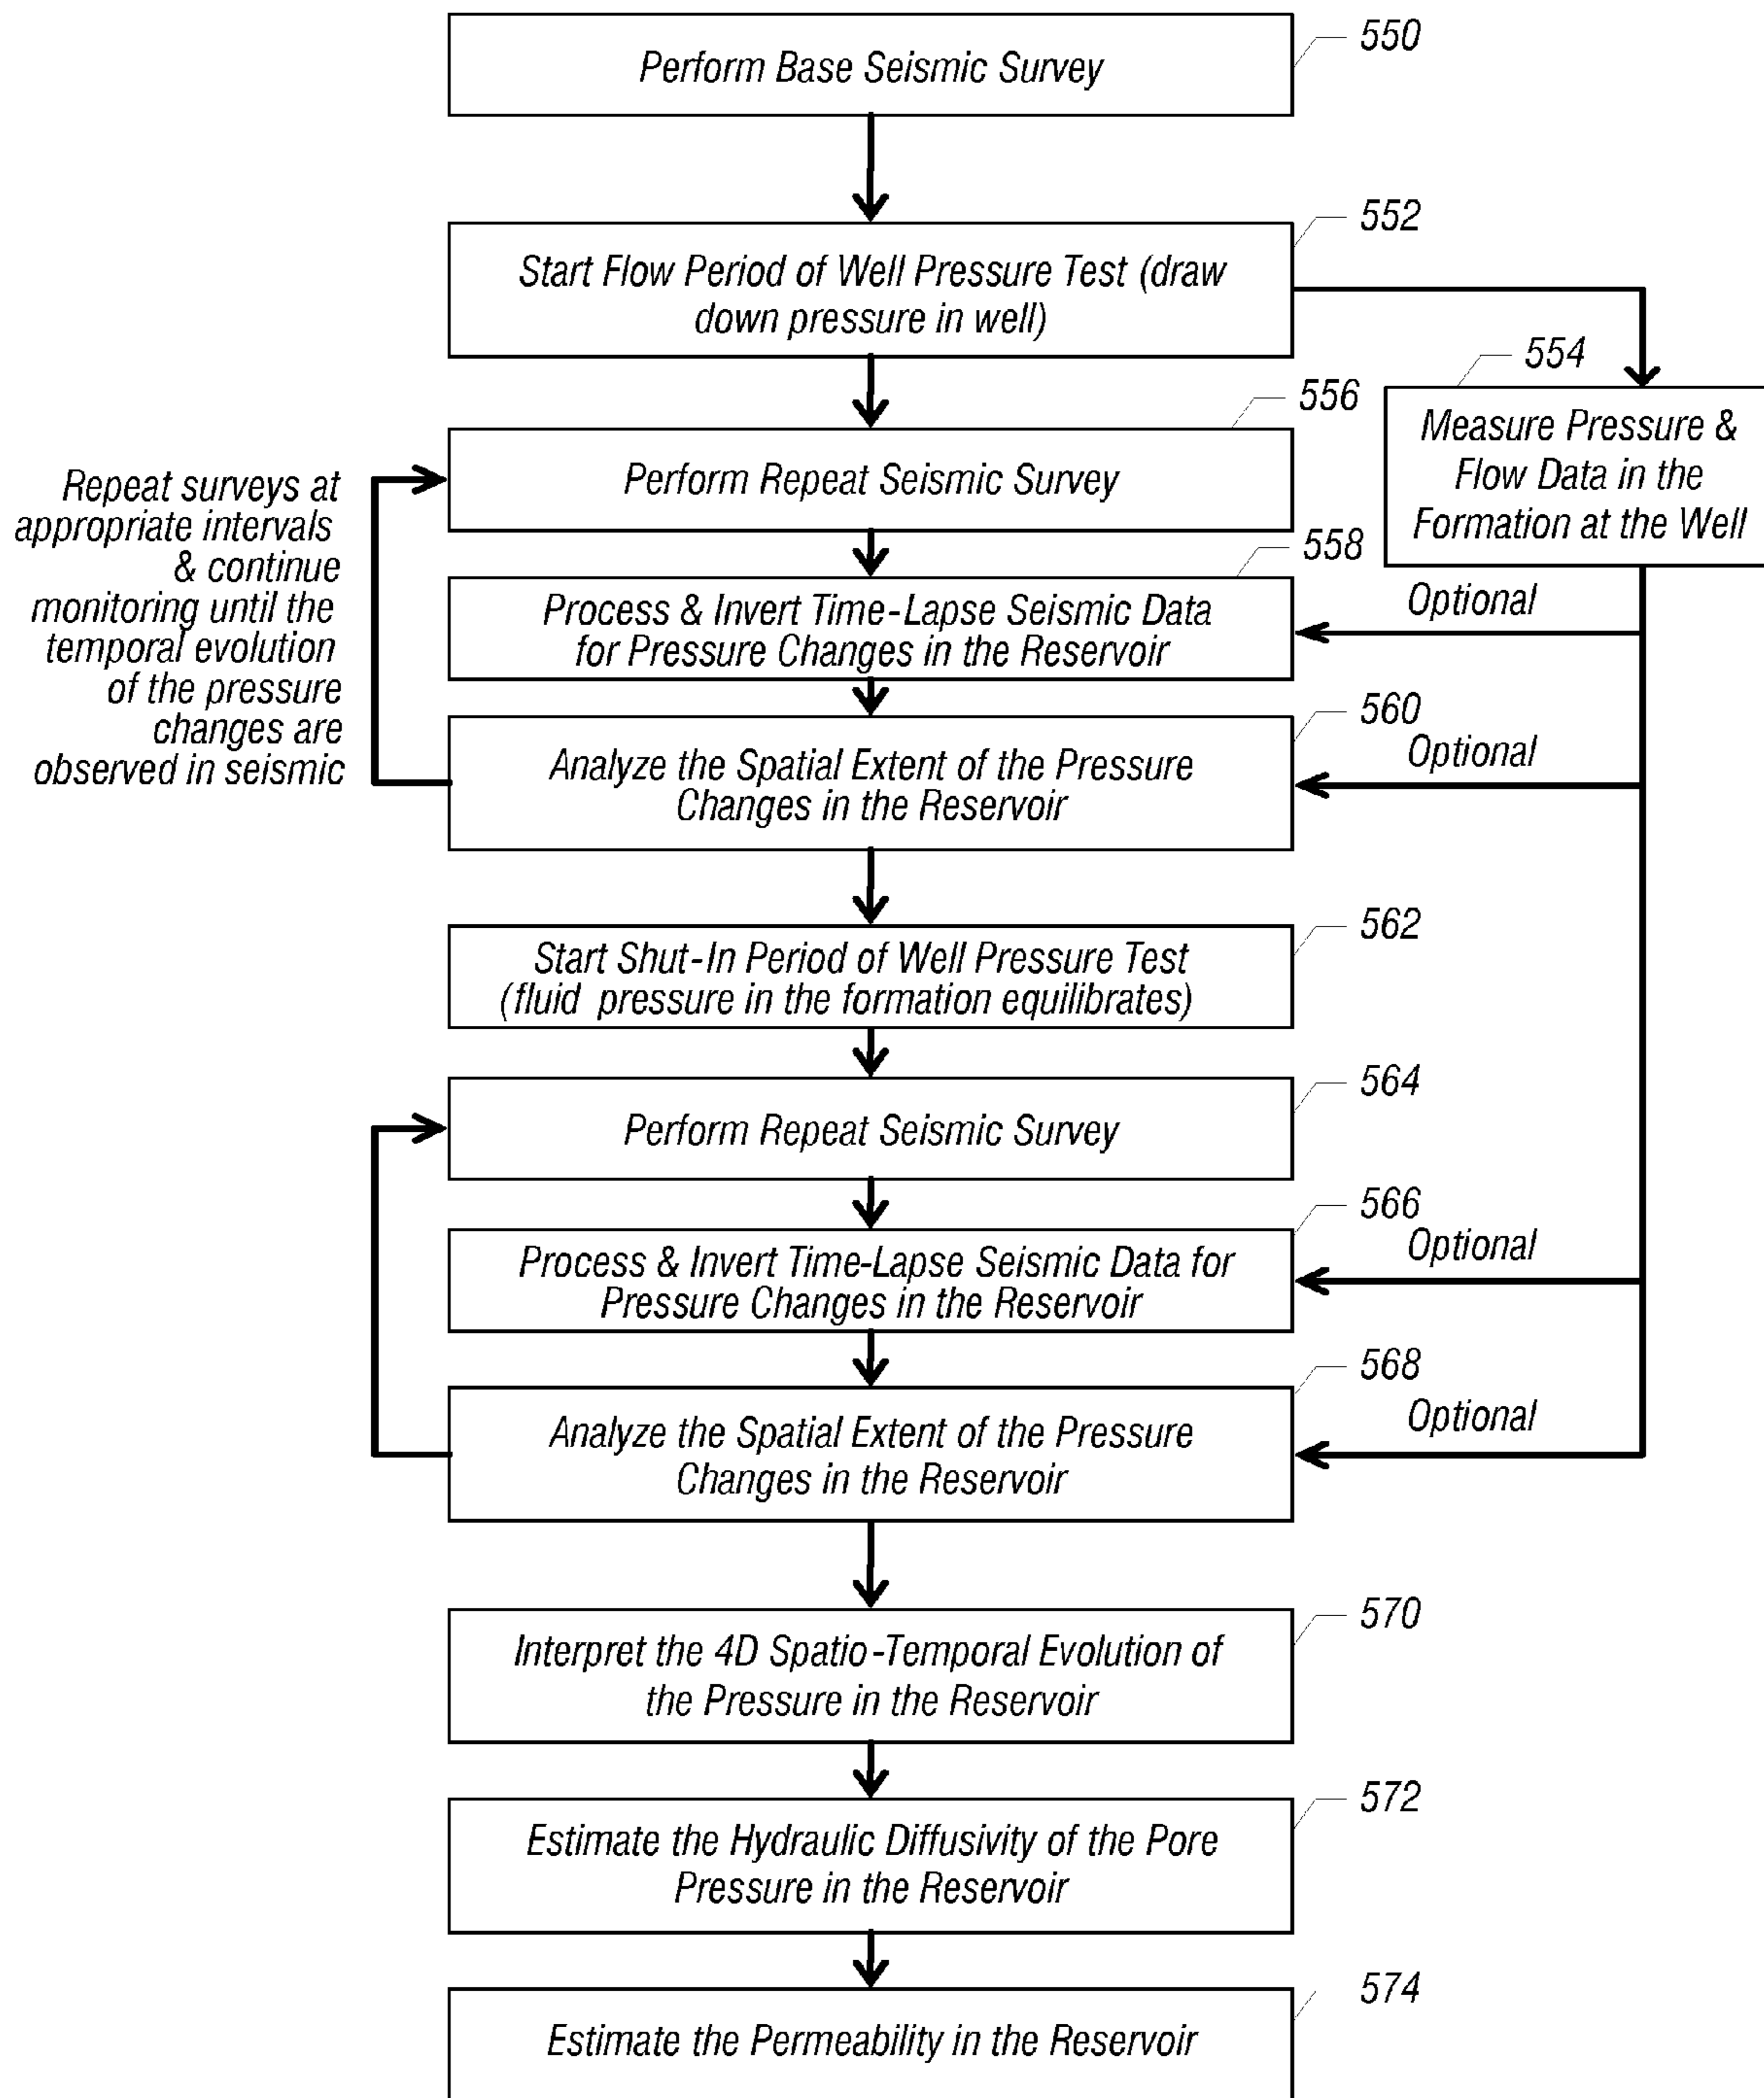 550
Perform Base Seismic Survey
552
Start Flow Period of Well Pressure Test (draw
down pressure in well)
554
Measure Pressure &
Flow Data in the
Formation at the Well
556
Perform Repeat Seismic Survey
Repeat surveys at
appropriate intervals
& continue
monitoring until the
temporal evolution
of the pressure
changes are
observed in seismic
558
Process & Invert Time-Lapse Seismic Data
for Pressure Changes in the Reservoir
Optional
560
Analyze the Spatial Extent of the Pressure
Changes in the Reservoir
Optional
562
Start Shut-In Period of Well Pressure Test
(fluid pressure in the formation equilibrates)
564
Perform Repeat Seismic Survey
566
Process & Invert Time-Lapse Seismic Data for
Pressure Changes in the Reservoir
Optional
568
Analyze the Spatial Extent of the Pressure
Changes in the Reservoir
Optional
570
Interpret the 4D Spatio-Temporal Evolution of
the Pressure in the Reservoir
572
Estimate the Hydraulic Diffusivity of the Pore
Pressure in the Reservoir
574
Estimate the Permeability in the Reservoir